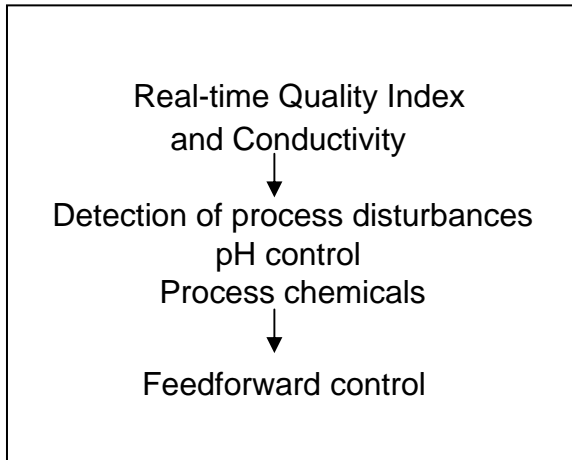 Real-time Quality Index
and Conductivity
Detection of process disturbances
pH control
Process chemicals
Feedforward control